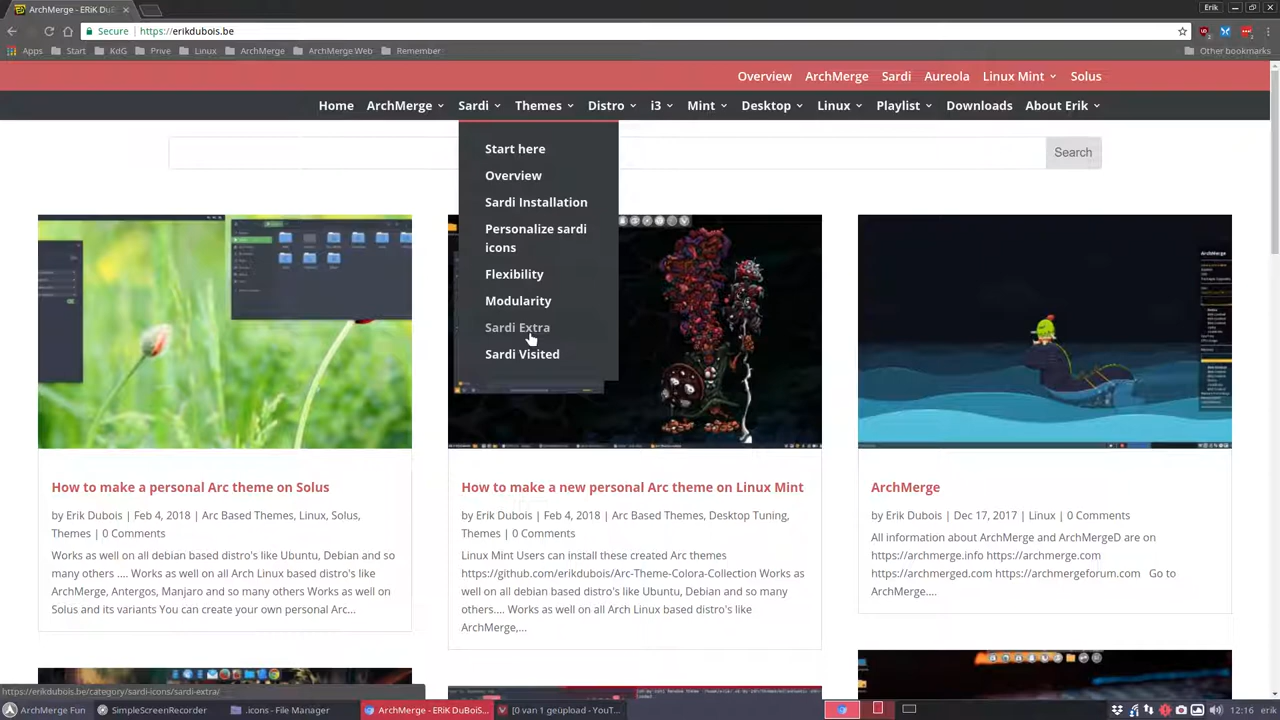 ArchMerge - ERiK DuBoi
Erik
Secure
https://erikdubois.be
Apps
Start
KdG
Prive
Linux
ArchMerge
ArchMerge.Web
Remember
Other bookmarks
Overview ArchMerge Sardi Aureola Linux Mint Solus
Home ArchMerge Sardi Themes Distro i3 Mint Desktop Linux Playlist Downloads About Erik
Start here
Overview
Sardi Installation
Personalize sardi
icons
Flexibility
Modularity
Sardi Extra
Sardi Visited
Search
How to make a personal Arc theme on Solus
by Erik Dubois | Feb 4, 2018 | Arc Based Themes, Linux, Solus,
Themes | 0 Comments
Works as well on all debian based distro's like Ubuntu, Debian and so
many others .... Works as well on all Arch Linux based distro's like
ArchMerge, Antergos, Manjaro and so many others Works as well on
Solus and its variants You can create your own personal Arc...
How to make a new personal Arc theme on Linux Mint
by Erik Dubois | Feb 4, 2018 | Arc Based Themes, Desktop Tuning,
Themes | 0 Comments
Linux Mint Users can install these created Arc themes
https://github.com/erikdubois/Arc-Theme-Colora-Collection Works as
well on all debian based distro's like Ubuntu, Debian and so many
others.... Works as well on all Arch Linux based distro's like
ArchMerge,...
ArchMerge
by Erik Dubois | Dec 17, 2017 | Linux | 0 Comments
All information about ArchMerge and ArchMergeD are on
https://archmerge.info https://archmerge.com
https://archmerged.com https://archmergeforum.com Go to
ArchMerge....
https://erikdubois.be/category/sardi-icons/sardi-extra/
ArchMerge Fun
SimpleScreenRecorder
.icons - File Manager
ArchMerge - ERiK DuBoiS...
[0 van 1 geüpload - YouT...
12:16
erik